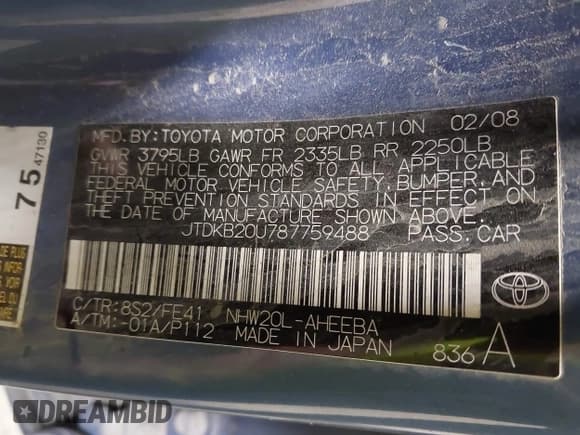 MFD.BY:TOYOTA MOTOR CORPORATION 02/08
GVWR 3795LB GAWR FR 2335LB RR 2250LB
THIS VEHICLE CONFORMS TO ALL APPLICABLE
FEDERAL MOTOR VEHICLE SAFETY, BUMPER, AND
THEFT PREVENTION STANDARDS IN EFFECT ON
THE DATE OF MANUFACTURE SHOWN ABOVE.
JTDKB20U787759488 PASS.CAR
C/TR:8S2/FE41 NHW20L-AHEEBA
A/TM:-01A/P112 MADE IN JAPAN
836 A
75 47130
DREAMBID